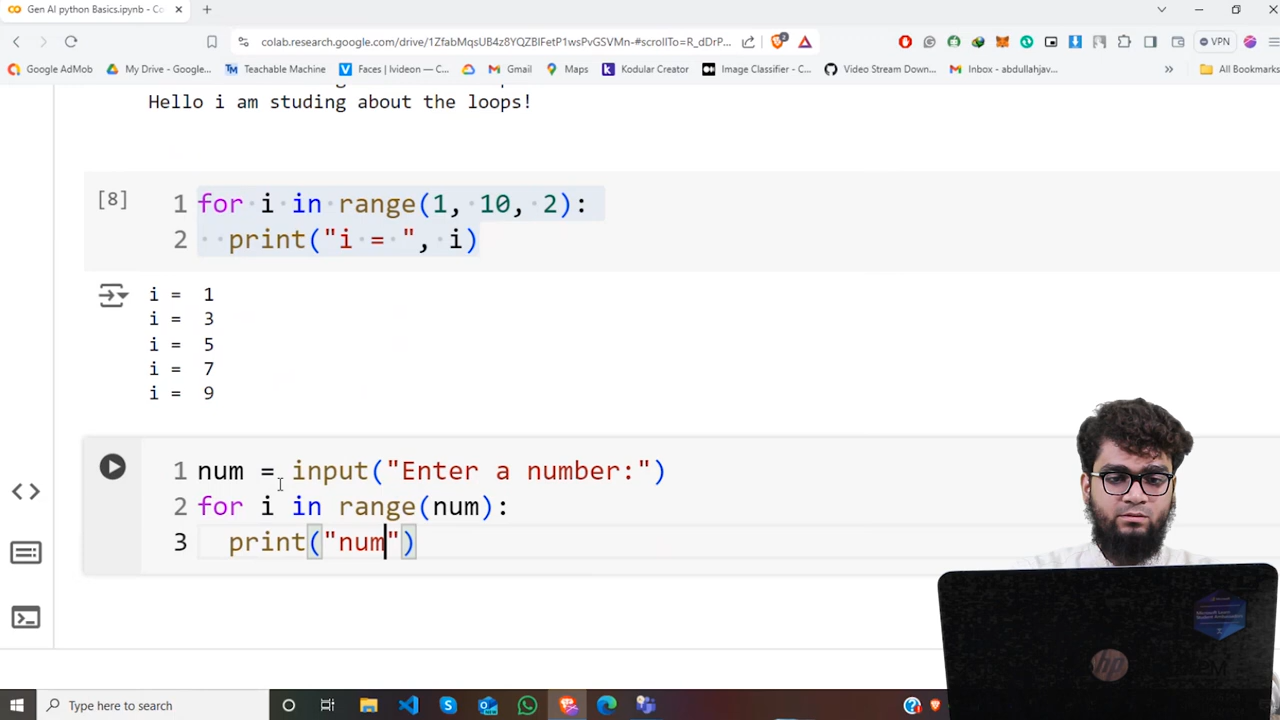 Gen AI python Basics.ipynb - Co
colab.research.google.com/drive/1ZfabMqsUB4z8YQZBlFetP1wsPvGSVMn-#scrollTo=R_dDrP...
2
VPN
Google AdMob
My Drive - Google...
Teachable Machine
Faces | Ivideon — C...
Gmail
Maps
Kodular Creator
Image Classifier - C...
Video Stream Down...
Inbox - abdullahjav...
»
All Bookmarks
Hello i am studing about the loops!
[8]
1 for i in range(1, 10, 2):
2 print("i = ", i)
i = 1
i = 3
i = 5
i = 7
i = 9
1 num = input("Enter a number:")
2 for i in range(num):
3 print("num")
hp
Type here to search